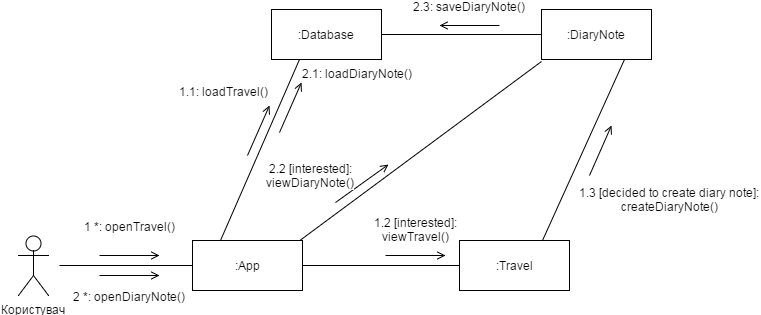 2.3: saveDiaryNote()
:Database
:DiaryNote
2.1: loadDiaryNote()
1.1: loadTravel()
2.2 [interested]:
viewDiaryNote()
1.3 [decided to create diary note]:
createDiaryNote()
1 *: openTravel()
1.2 [interested]:
viewTravel()
:App
:Travel
2 *: openDiaryNote()
Користувач